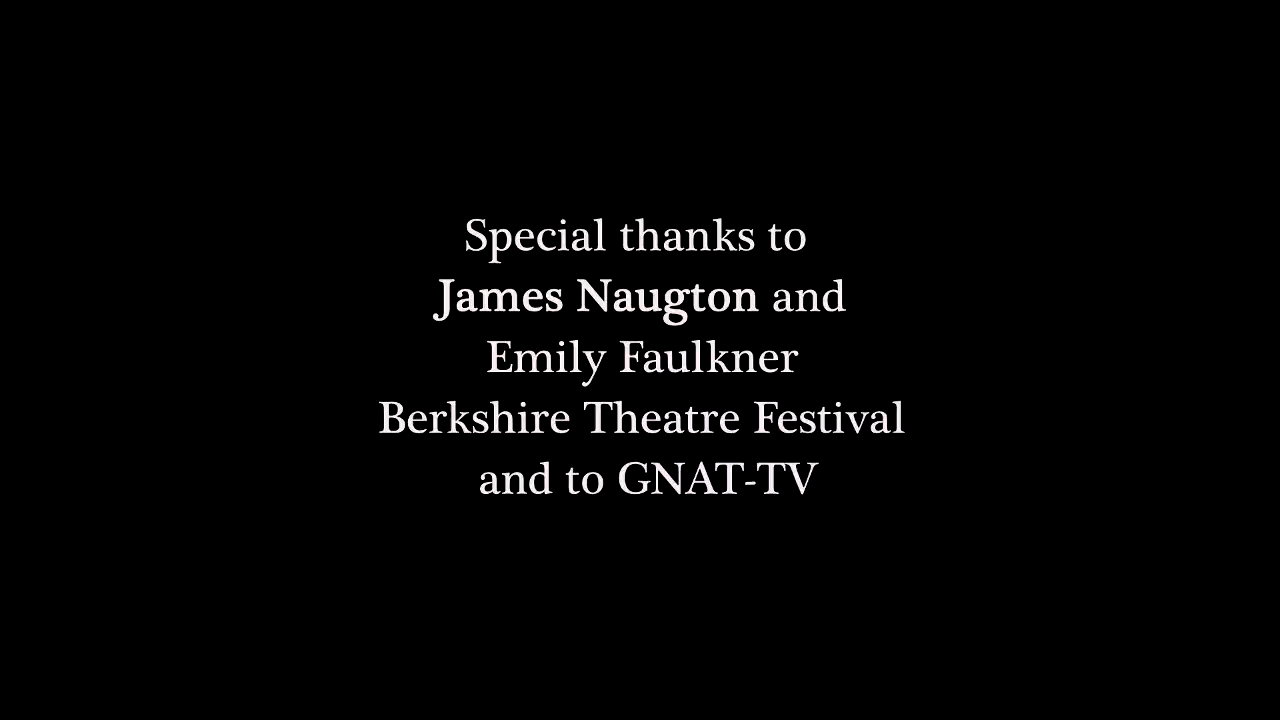 Special thanks to
James Naugton and
Emily Faulkner
Berkshire Theatre Festival
and to GNAT-TV